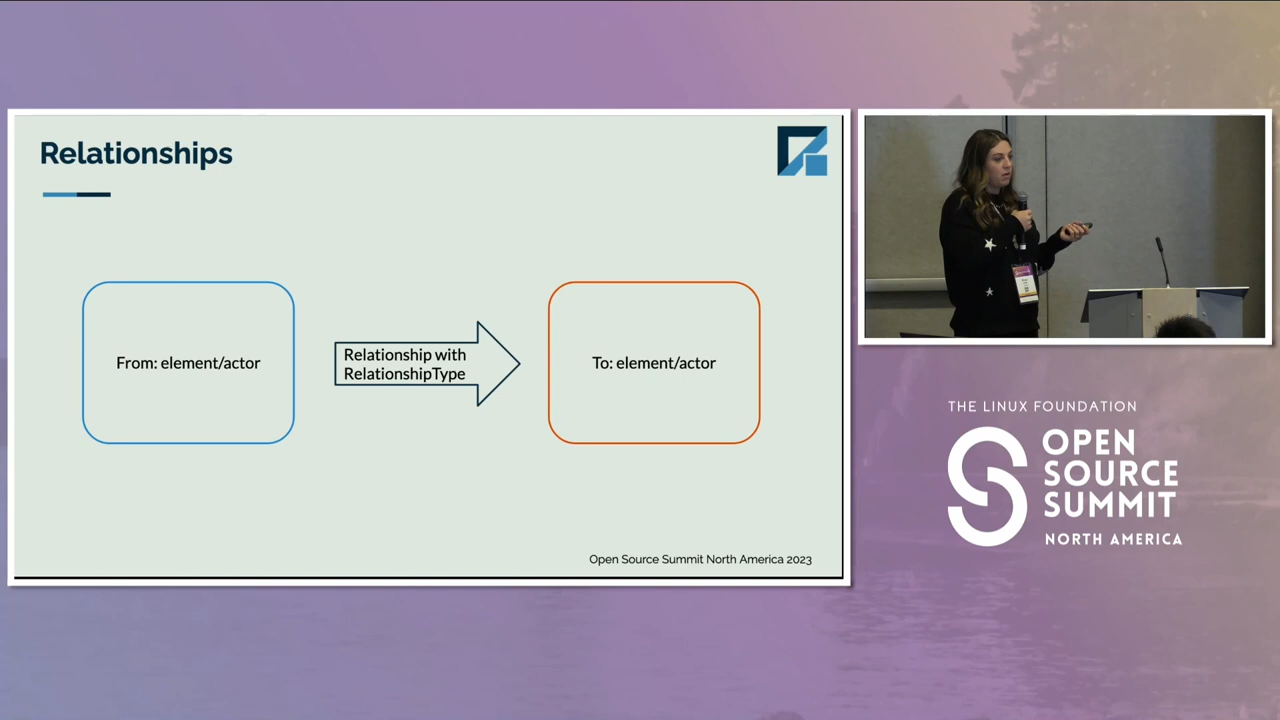 Relationships
From: element/actor
Relationship with
RelationshipType
To: element/actor
Open Source Summit North America 2023
THE LINUX FOUNDATION
OPEN
SOURCE
SUMMIT
NORTH AMERICA